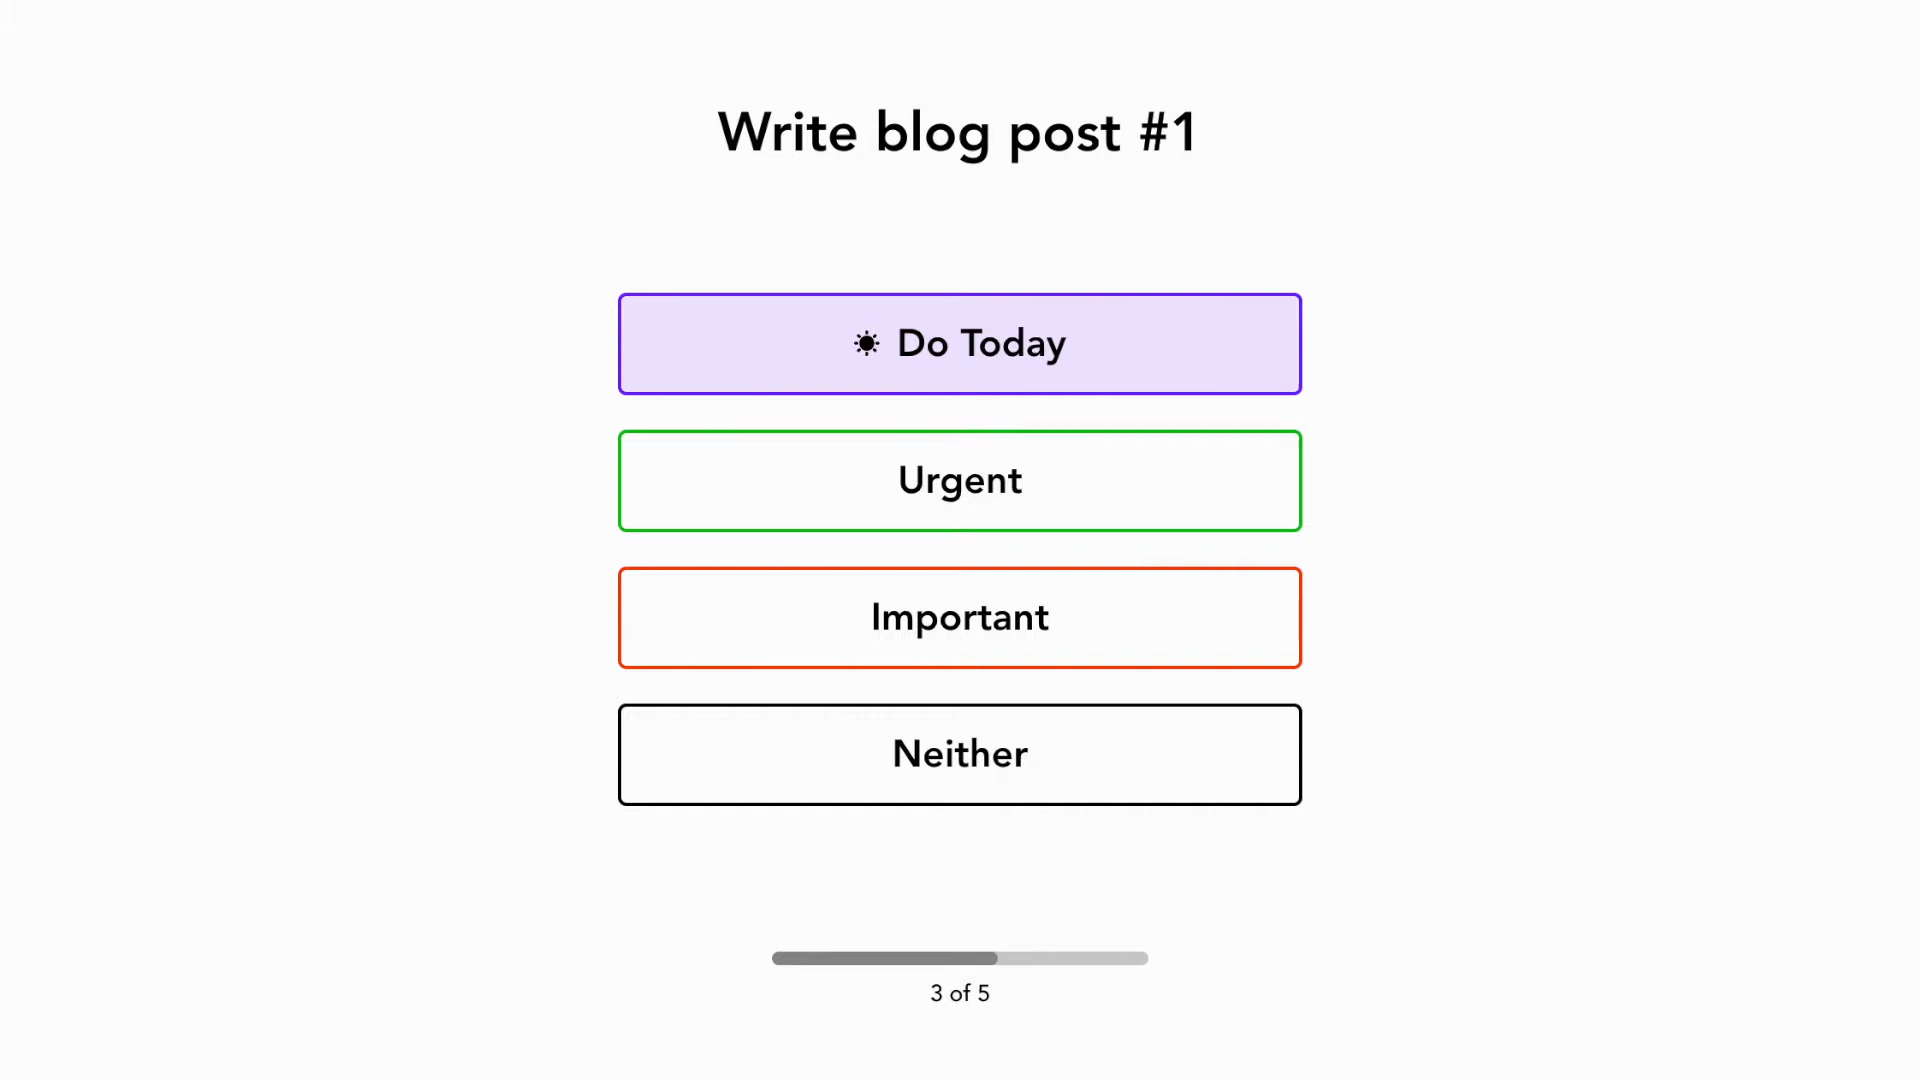 Write blog post #1
Do Today
Urgent
Important
Neither
3 of 5